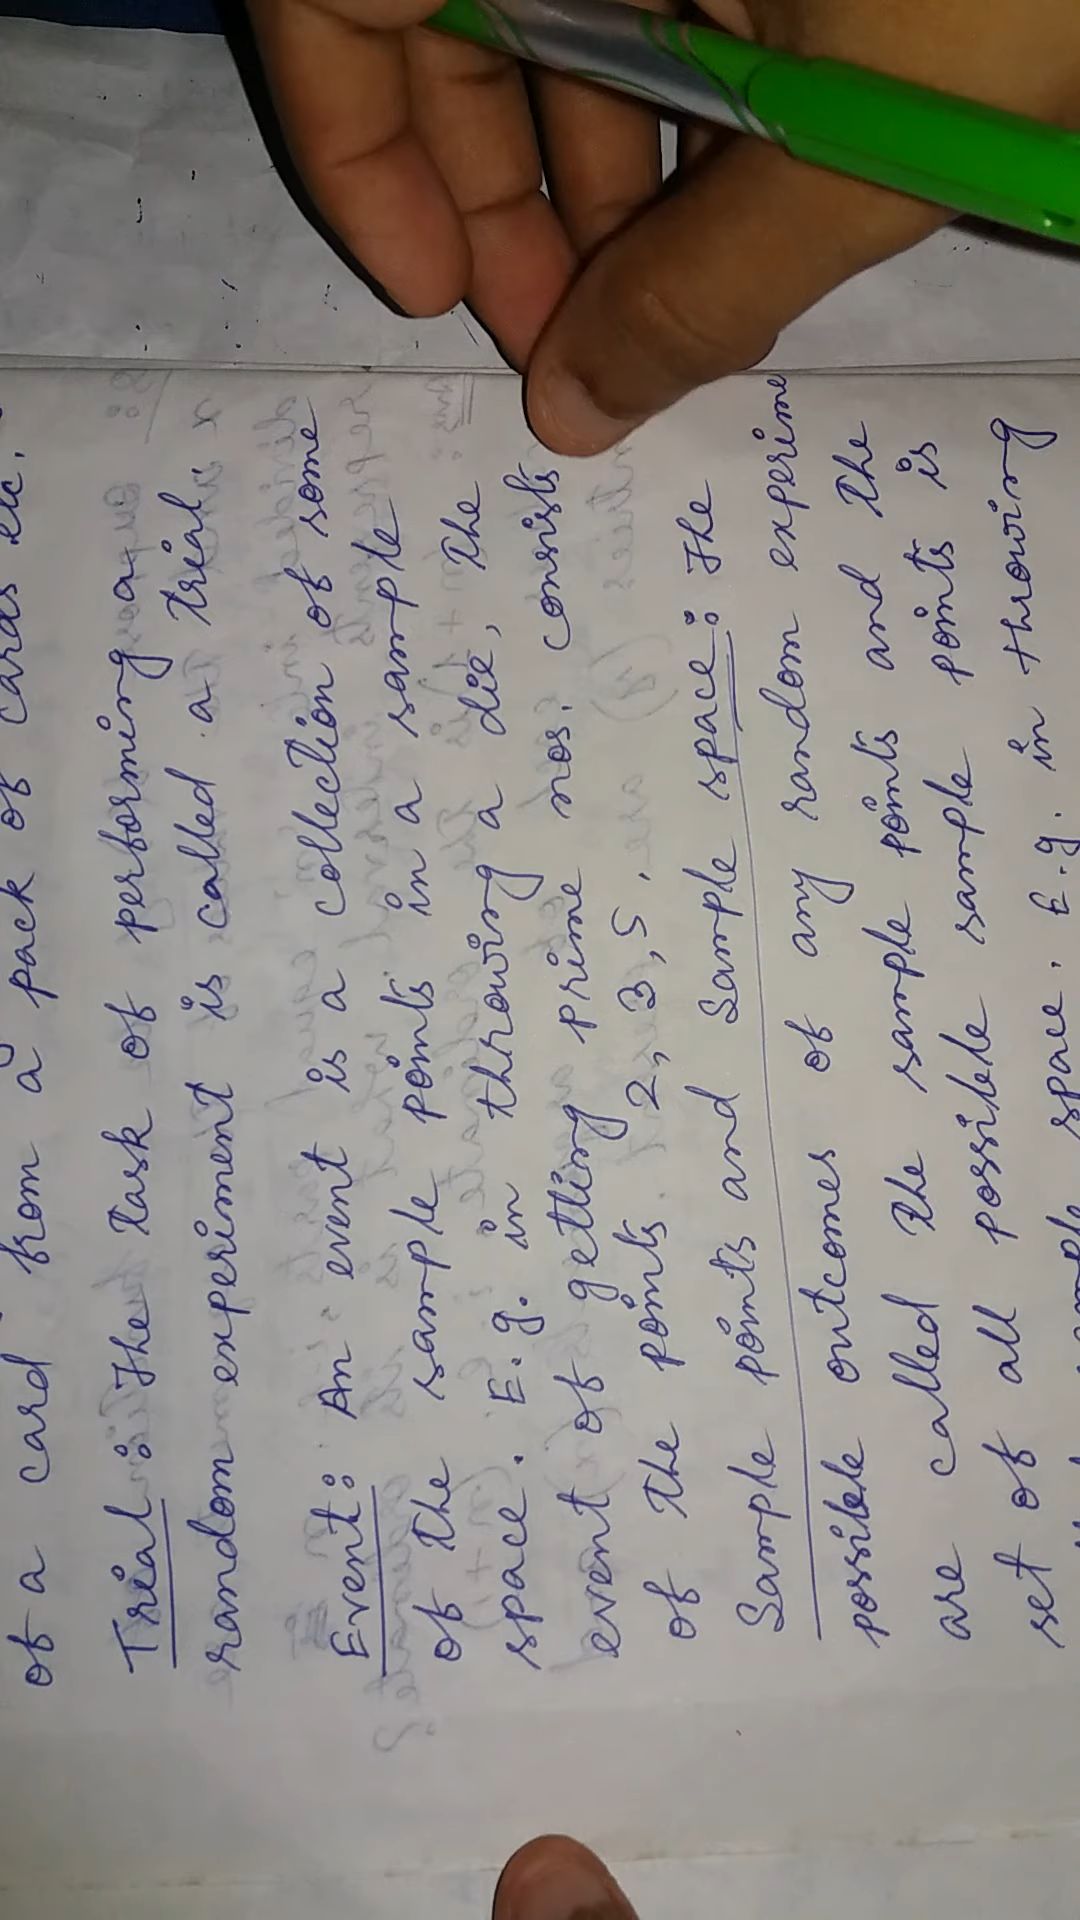 of a card from a pack of cards etc.
Trial: The task of performing a
random experiment is called a trial.
Event: An event is a collection of some
of the sample points in a sample
space. E.g. in throwing a die, the
event of getting prime nos. consists
of the points 2, 3, 5.
Sample points and Sample space: The
possible outcomes of any random experime
are called the sample points and the
set of all possible sample points is
space. E.g. in throwing